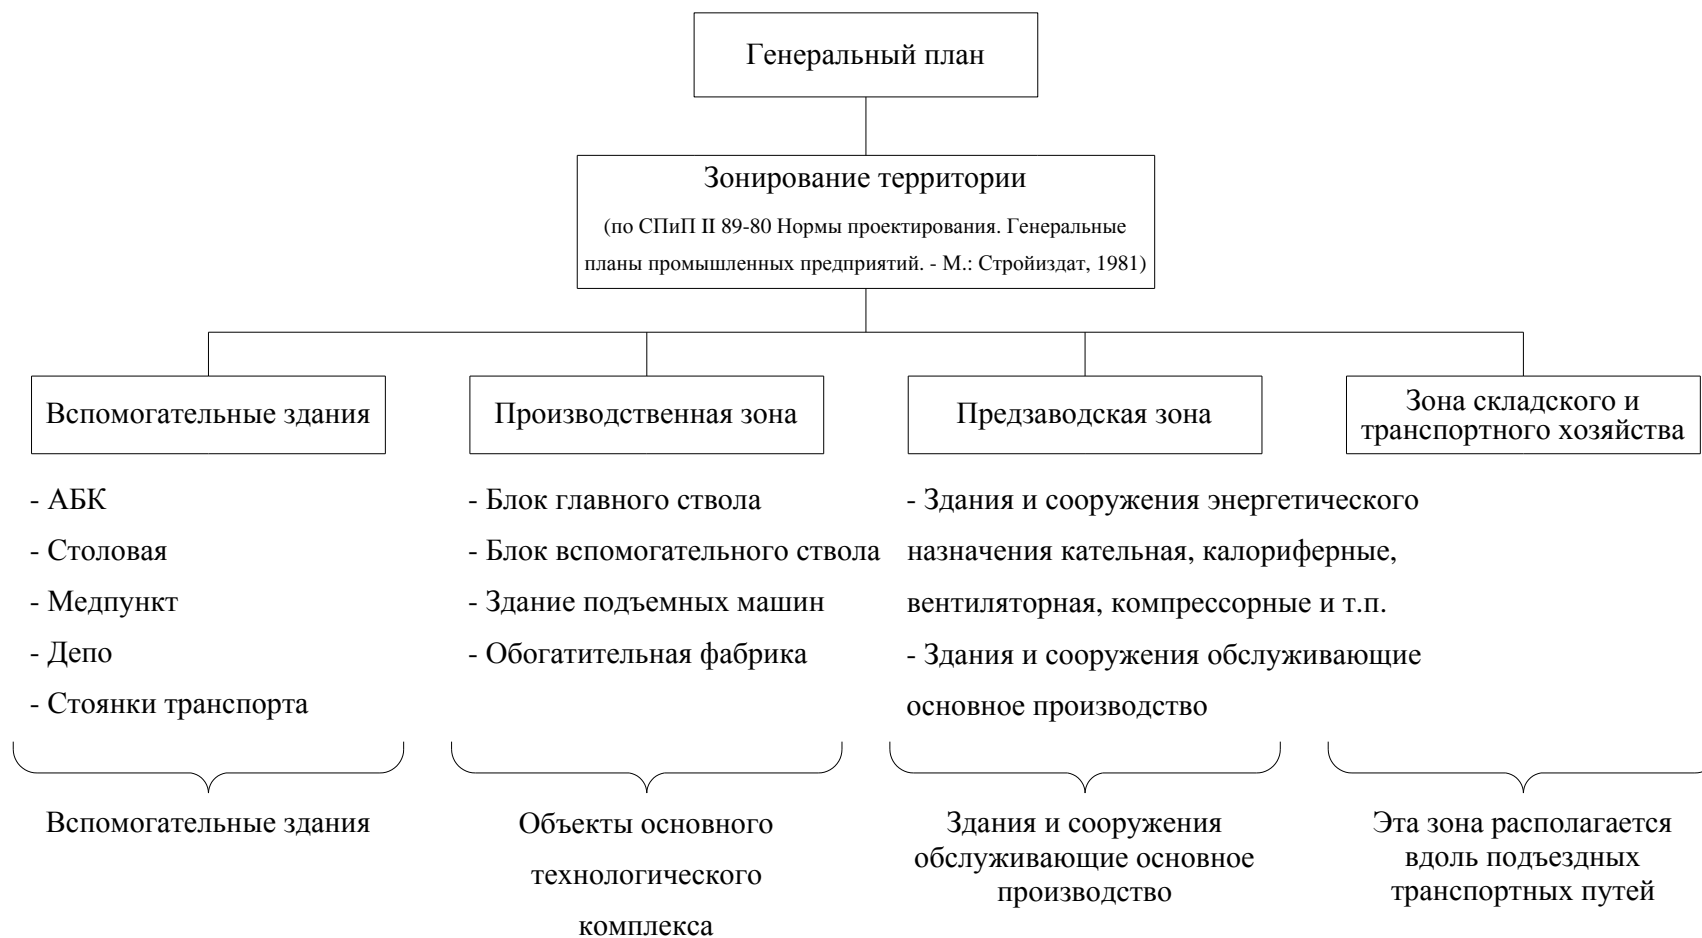 Генеральный план
Зонирование территории
(по СПиП II 89-80 Нормы проектирования. Генеральные
планы промышленных предприятий. - М.: Стройиздат, 1981)
Вспомогательные здания
Производственная зона
Предзаводская зона
Зона складского и
транспортного хозяйства
- АБК
- Столовая
- Медпункт
- Депо
- Стоянки транспорта
- Блок главного ствола
- Блок вспомогательного ствола
- Здание подъемных машин
- Обогатительная фабрика
- Здания и сооружения энергетического
назначения кательная, калориферные,
вентиляторная, компрессорные и т.п.
- Здания и сооружения обслуживающие
основное производство
Вспомогательные здания
Объекты основного
технологического
комплекса
Здания и сооружения
обслуживающие основное
производство
Эта зона располагается
вдоль подъездных
транспортных путей